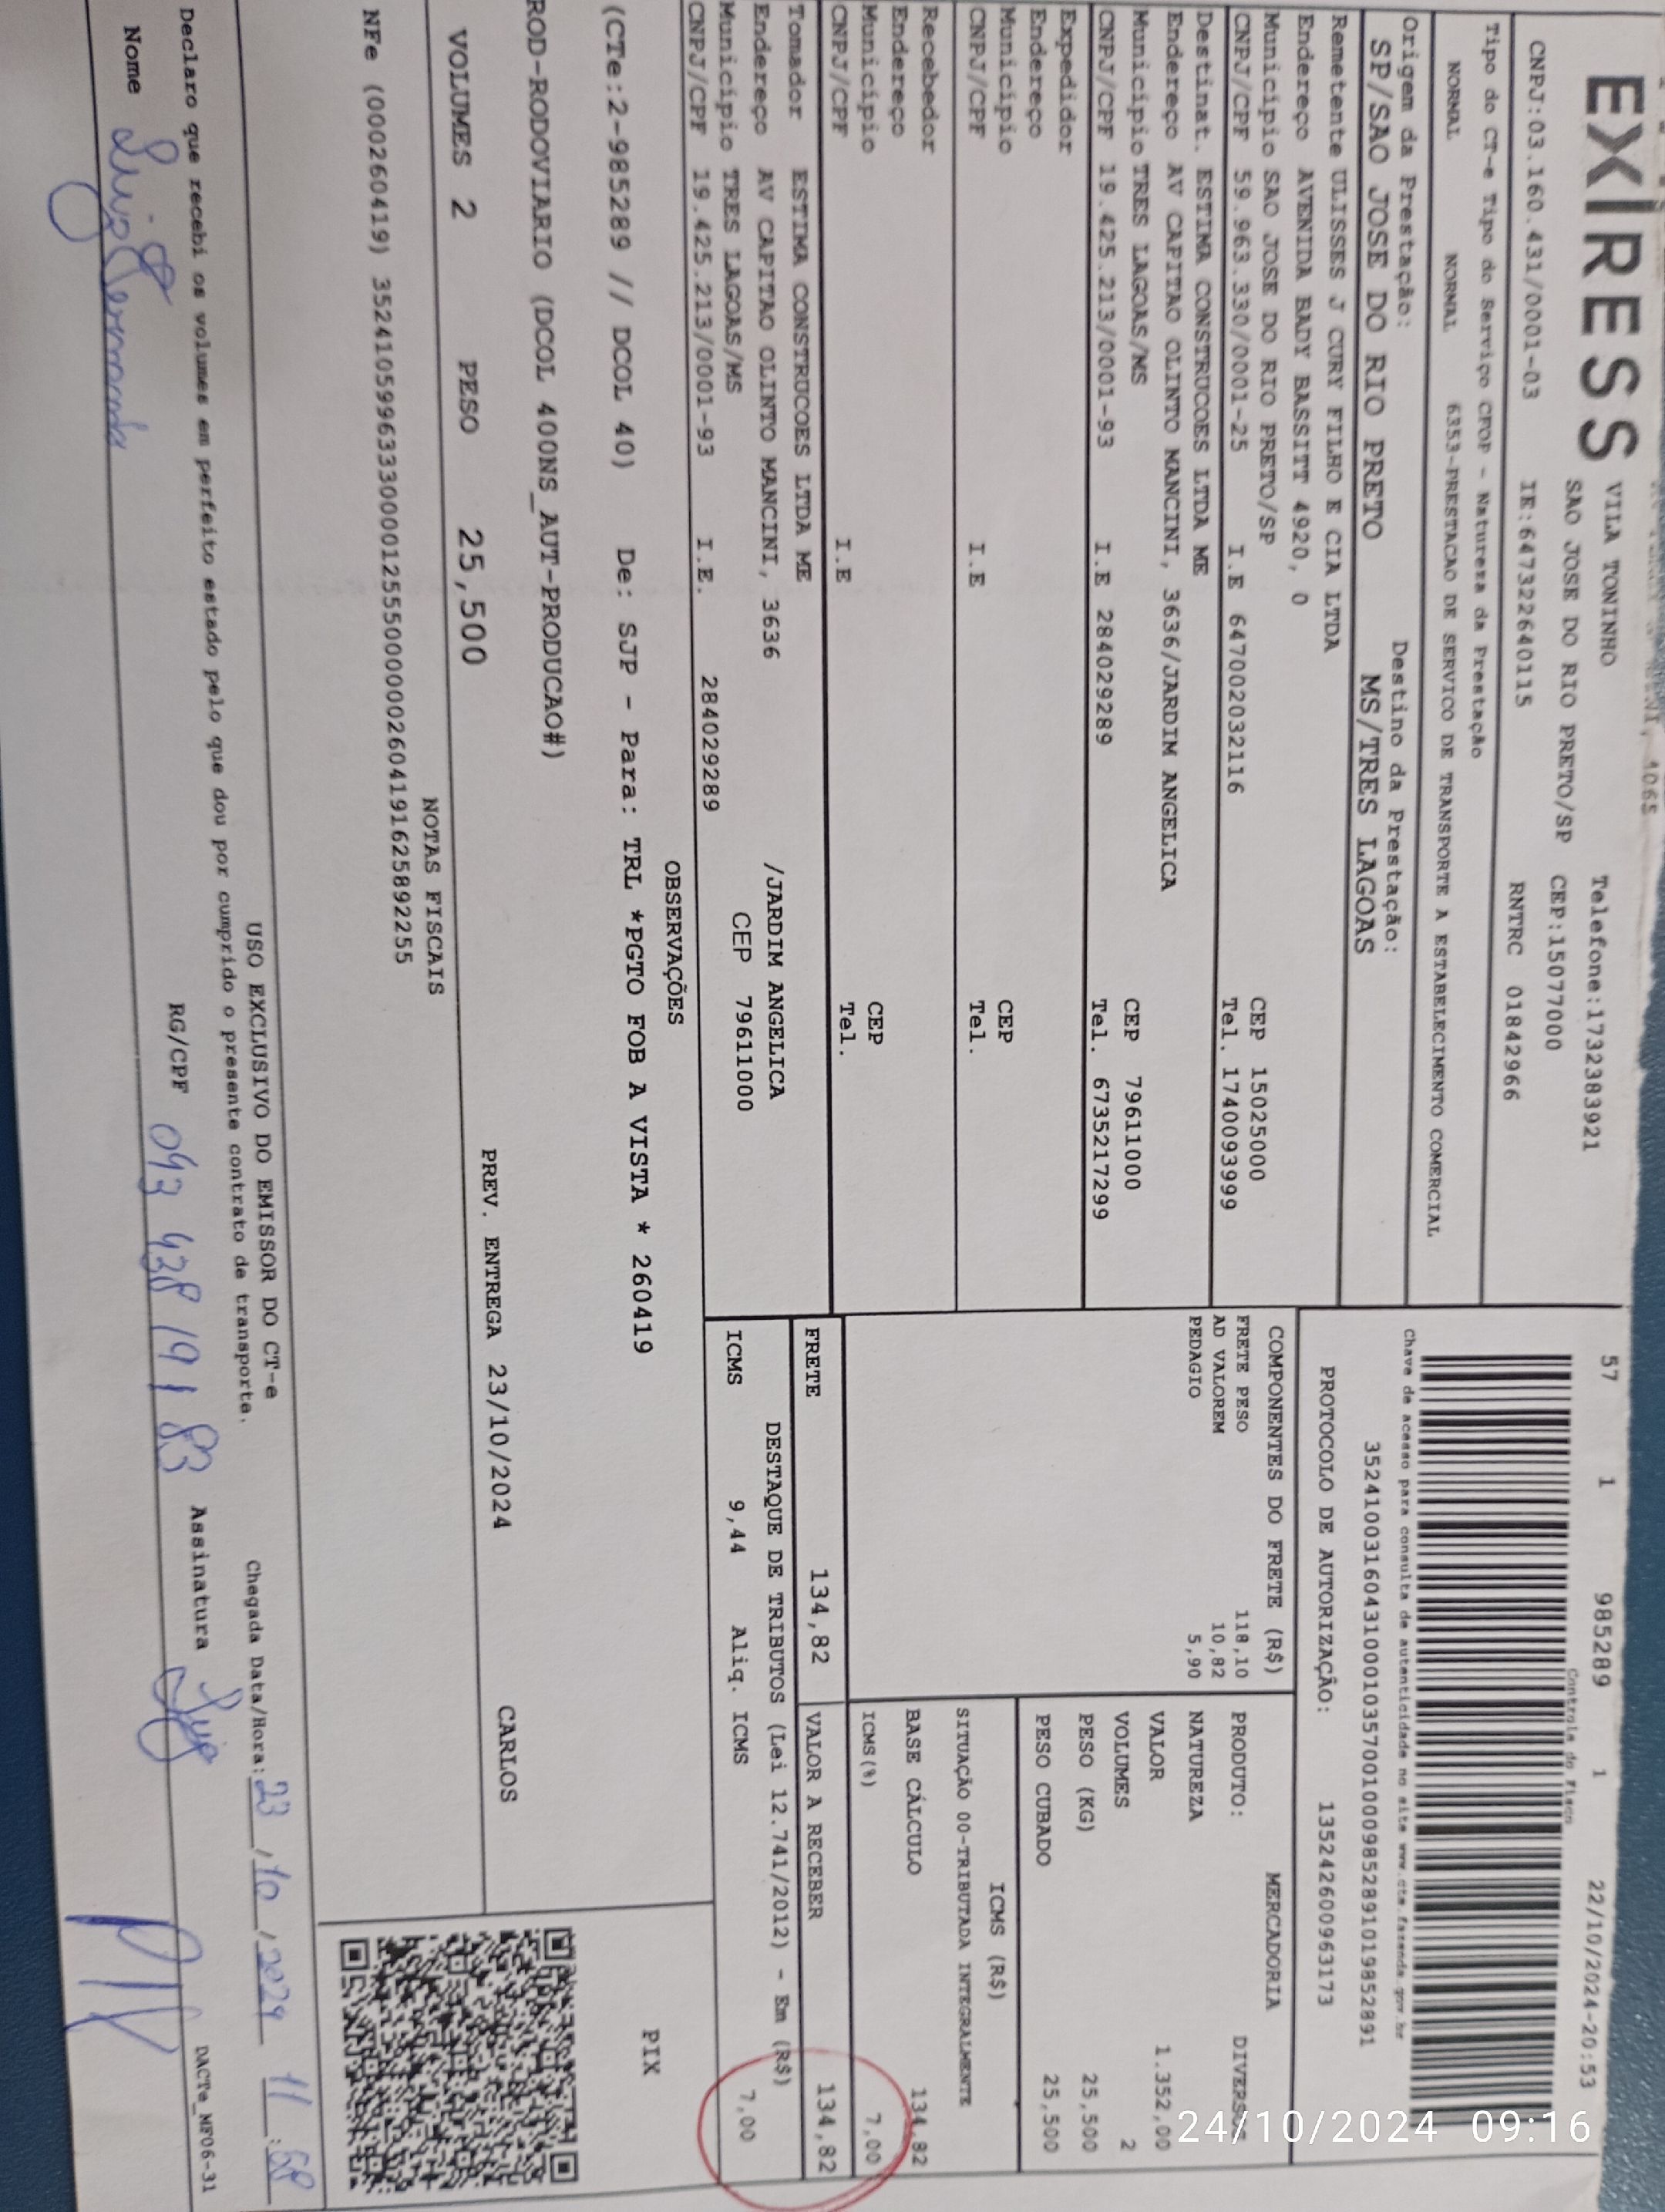 EXPRESS
VILA TONINHO
Telefone:1732383921
SAO JOSE DO RIO PRETO/SP CEP:15077000
CNPJ:03.160.431/0001-03 IE:647322640115 RNTRC 01842966
57 1 985289 1 22/10/2024-20:53
Controle do Fisco
Chave de acesso para consulta de autenticidade no site www.cte.fazenda.gov.br
35241003160431000103570010009852891019852891
PROTOCOLO DE AUTORIZAÇÃO: 135242600963173
Tipo do CT-e Tipo do Serviço CFOP - Natureza da Prestação
NORMAL NORMAL 6353-PRESTACAO DE SERVICO DE TRANSPORTE A ESTABELECIMENTO COMERCIAL
Origem da Prestação: Destino da Prestação:
SP/SAO JOSE DO RIO PRETO MS/TRES LAGOAS
Remetente ULISSES J CURY FILHO E CIA LTDA
Endereço AVENIDA BADY BASSITT 4920, 0
Município SAO JOSE DO RIO PRETO/SP CEP 15025000
CNPJ/CPF 59.963.330/0001-25 I.E 647002032116 Tel. 1740093999
Destinat. ESTIMA CONSTRUCOES LTDA ME
Endereço AV CAPITAO OLINTO MANCINI, 3636/JARDIM ANGELICA
Município TRES LAGOAS/MS CEP 79611000
CNPJ/CPF 19.425.213/0001-93 I.E 284029289 Tel. 6735217299
Expedidor
Endereço
Município CEP
CNPJ/CPF I.E Tel.
Recebedor
Endereço
Município CEP
CNPJ/CPF I.E Tel.
Tomador ESTIMA CONSTRUCOES LTDA ME
Endereço AV CAPITAO OLINTO MANCINI, 3636 /JARDIM ANGELICA
Município TRES LAGOAS/MS CEP 79611000
CNPJ/CPF 19.425.213/0001-93 I.E. 284029289
COMPONENTES DO FRETE (R$)
FRETE PESO 118,10
AD VALOREM 10,82
PEDAGIO 5,90
MERCADORIA
PRODUTO: DIVERSOS
NATUREZA
VALOR 1.352,00
VOLUMES 2
PESO (KG) 25,500
PESO CUBADO 25,500
ICMS (R$)
SITUAÇÃO 00-TRIBUTADA INTEGRALMENTE
BASE CÁLCULO 134,82
ICMS(%) 7,00
FRETE 134,82 VALOR A RECEBER 134,82
DESTAQUE DE TRIBUTOS (Lei 12.741/2012) - Em (R$)
ICMS 9,44 Aliq. ICMS 7,00
OBSERVAÇÕES
(CTe:2-985289 // DCOL 40) De: SJP - Para: TRL *PGTO FOB A VISTA * 260419
ROD-RODOVIARIO (DCOL 400NS_AUT-PRODUCAO#)
PIX
VOLUMES 2 PESO 25,500 PREV. ENTREGA 23/10/2024 CARLOS
NOTAS FISCAIS
NFe (000260419) 35241059963330000125550000002604191625892255
USO EXCLUSIVO DO EMISSOR DO CT-e
Declaro que recebi os volumes em perfeito estado pelo que dou por cumprido o presente contrato de transporte.
Chegada Data/Hora: 23/10/2024 11:58
Nome Luiz Fernando RG/CPF 093 428 191 83 Assinatura Luiz
DACTe_MF06-31
24/10/2024 09:16